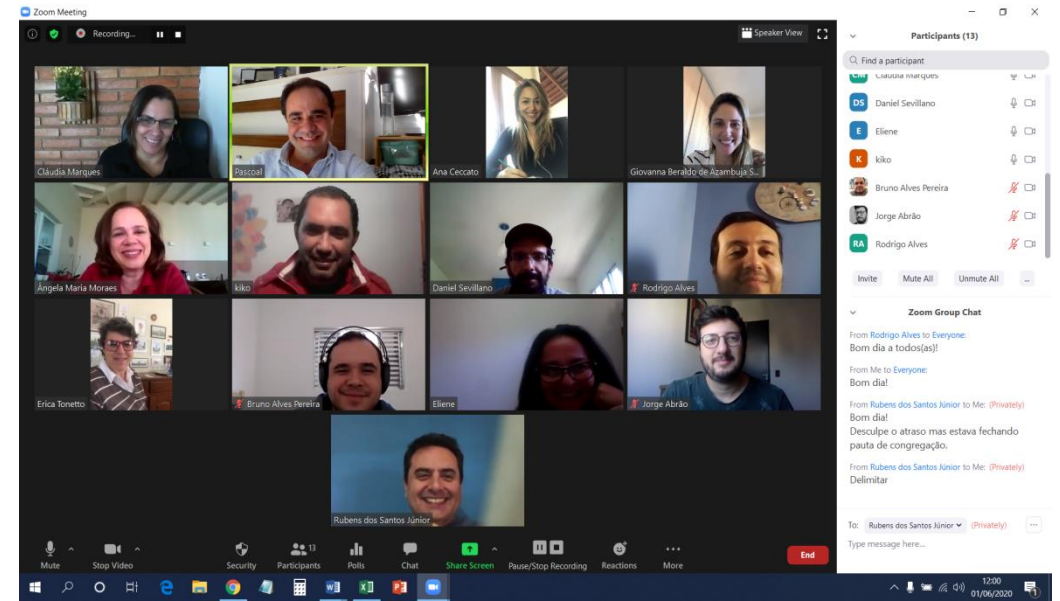 Zoom Meeting
Recording...
Speaker View
Cláudia Marques
Pascoal
Ana Ceccato
Giovanna Beraldo de Azambuja S...
Ângela Maria Moraes
kiko
Daniel Sevillano
Rodrigo Alves
Erica Tonetto
Bruno Alves Pereira
Eliene
Jorge Abrão
Rubens dos Santos Júnior
Mute
Stop Video
Security
Participants
13
Polls
Chat
Share Screen
Pause/Stop Recording
Reactions
More
End
Participants (13)
Find a participant
CM Cláudia Marques
DS Daniel Sevillano
E Eliene
K kiko
Bruno Alves Pereira
Jorge Abrão
RA Rodrigo Alves
Invite
Mute All
Unmute All
...
Zoom Group Chat
From Rodrigo Alves to Everyone:
Bom dia a todos(as)!
From Me to Everyone:
Bom dia!
From Rubens dos Santos Júnior to Me: (Privately)
Bom dia!
Desculpe o atraso mas estava fechando
pauta de congregação.
From Rubens dos Santos Júnior to Me: (Privately)
Delimitar
To: Rubens dos Santos Júnior (Privately)
Type message here...
12:00
01/06/2020